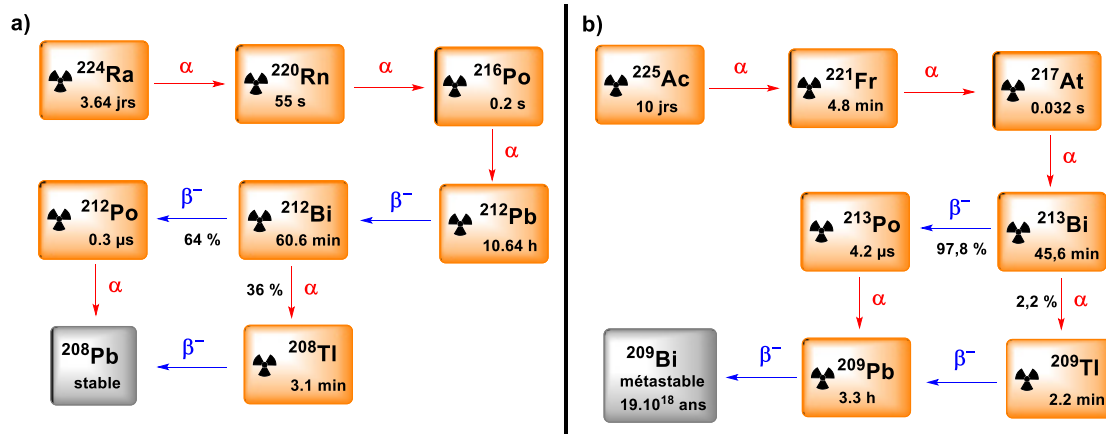 a)
²²⁴Ra
3.64 jrs
α
²²⁰Rn
55 s
α
²¹⁶Po
0.2 s
α
²¹²Po
0.3 µs
β⁻
64 %
²¹²Bi
60.6 min
β⁻
²¹²Pb
10.64 h
α
36 %
α
²⁰⁸Pb
stable
β⁻
²⁰⁸Tl
3.1 min
b)
²²⁵Ac
10 jrs
α
²²¹Fr
4.8 min
α
²¹⁷At
0.032 s
α
²¹³Po
4.2 µs
β⁻
97,8 %
²¹³Bi
45,6 min
α
2,2 %
α
²⁰⁹Bi
métastable
19.10¹⁸ ans
β⁻
²⁰⁹Pb
3.3 h
β⁻
²⁰⁹Tl
2.2 min